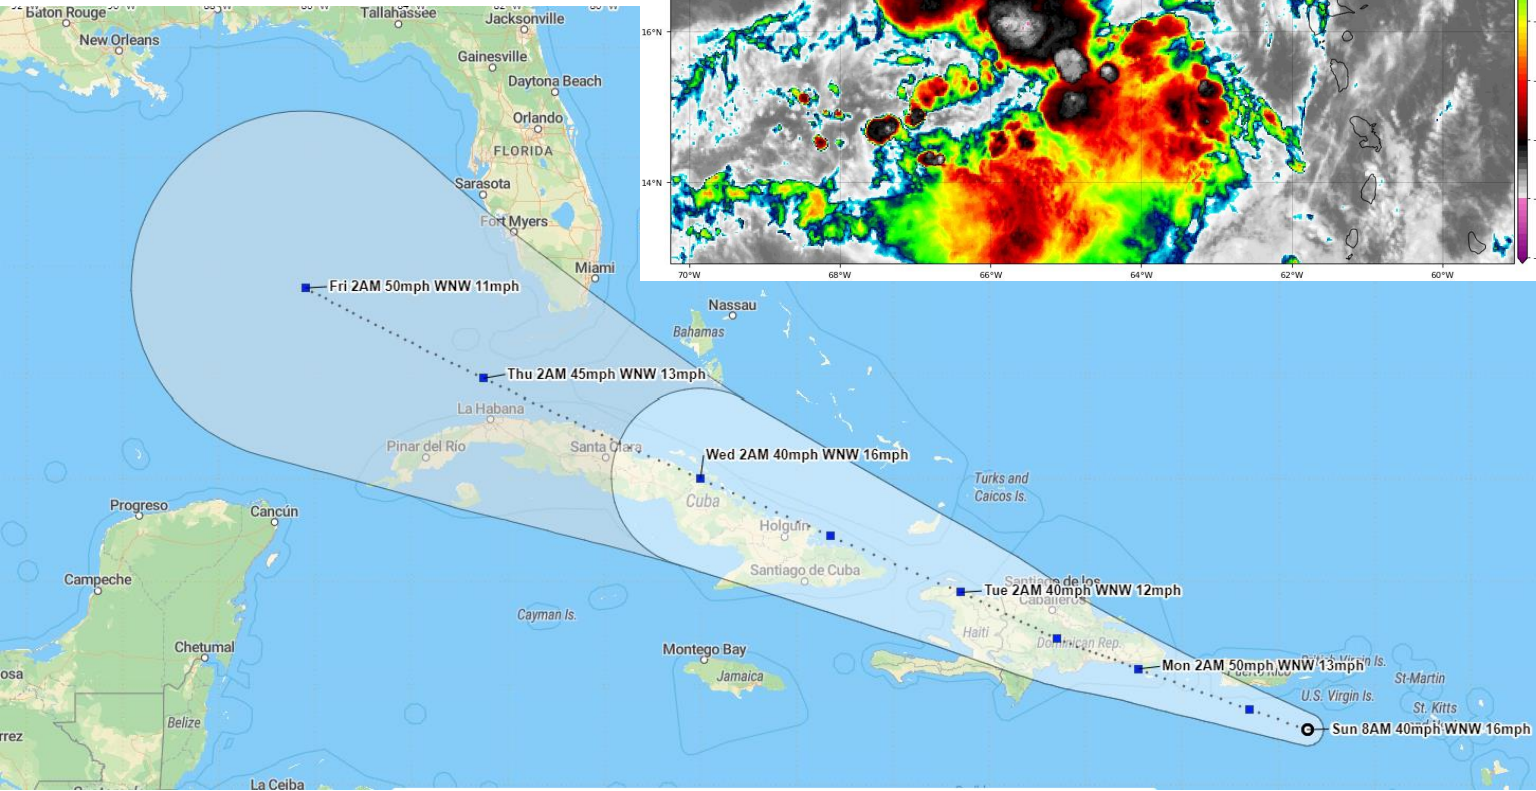 Baton Rouge
New Orleans
Tallahassee
Jacksonville
Gainesville
Daytona Beach
Orlando
FLORIDA
Sarasota
Fort Myers
Miami
16°N
14°N
70°W
68°W
66°W
64°W
62°W
60°W
Fri 2AM 50mph WNW 11mph
Nassau
Bahamas
Thu 2AM 45mph WNW 13mph
La Habana
Pinar del Rio
Santa Clara
Wed 2AM 40mph WNW 16mph
Turks and
Caicos Is.
Cuba
Holguin
Progreso
Cancún
Santiago de Cuba
Campeche
Santiago de los
Tue 2AM 40mph WNW 12mph
Caballeros
Cayman Is.
Haiti
Dominican Rep.
Chetumal
Montego Bay
Jamaica
Mon 2AM 50mph WNW 13mph
Virgin Is.
St-Martin
U.S. Virgin Is.
St. Kitts
Belize
Sun 8AM 40mph WNW 16mph
La Ceiba